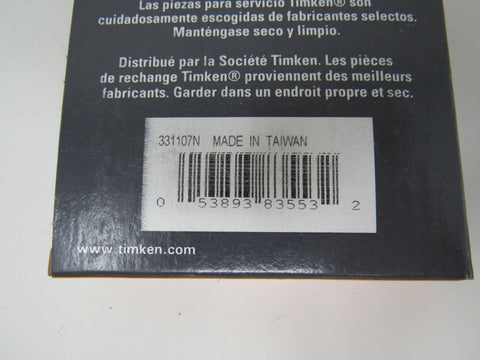 Las piezas para servicio Timken® son
cuidadosamente escogidas de fabricantes selectos.
Manténgase seco y limpio.
Distribué par la Société Timken. Les pièces
de rechange Timken® proviennent des meilleurs
fabricants. Garder dans un endroit propre et sec.
331107N MADE IN TAIWAN
0 53893 83553 2
www.timken.com